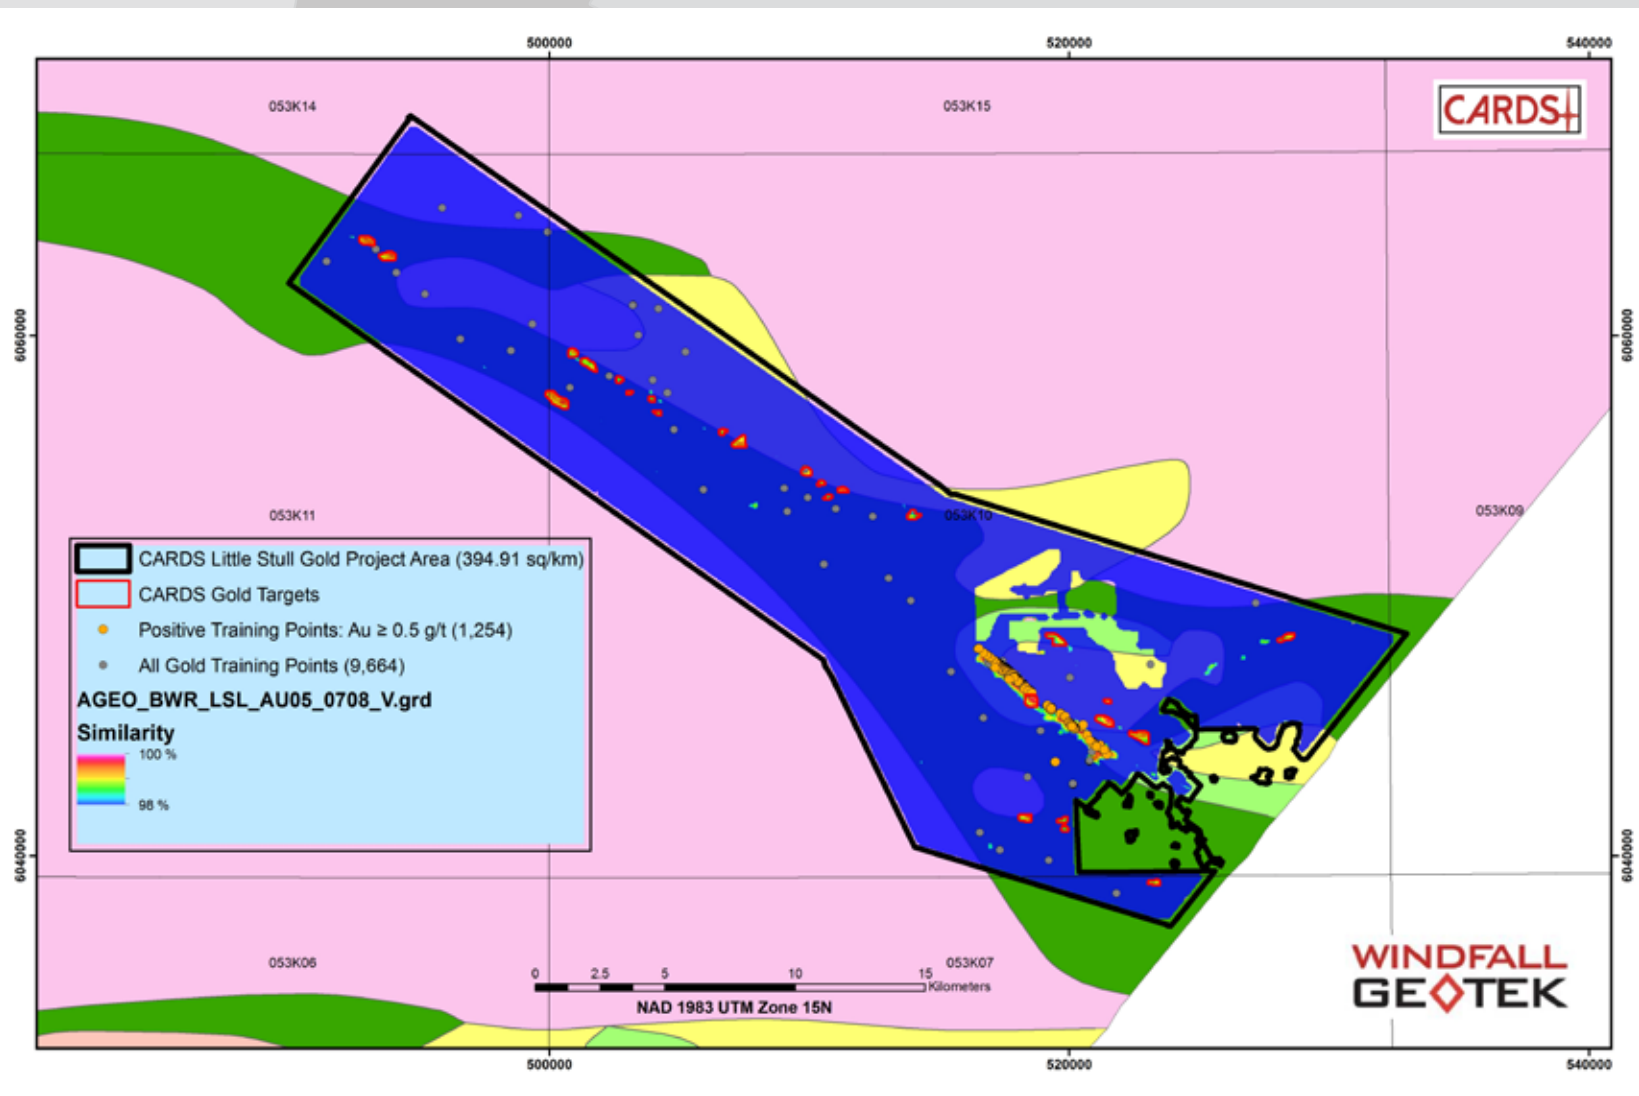 500000
520000
540000
053K14
053K15
CARDS
6060000
6060000
053K11
053K10
053K09
CARDS Little Stull Gold Project Area (394.91 sq/km)
CARDS Gold Targets
Positive Training Points: Au ≥ 0.5 g/t (1,254)
All Gold Training Points (9,664)
AGEO_BWR_LSL_AU05_0708_V.grd
Similarity
100 %
98 %
6040000
6040000
053K06
053K07
0 2.5 5 10 15
Kilometers
NAD 1983 UTM Zone 15N
WINDFALL
GEOTEK
500000
520000
540000